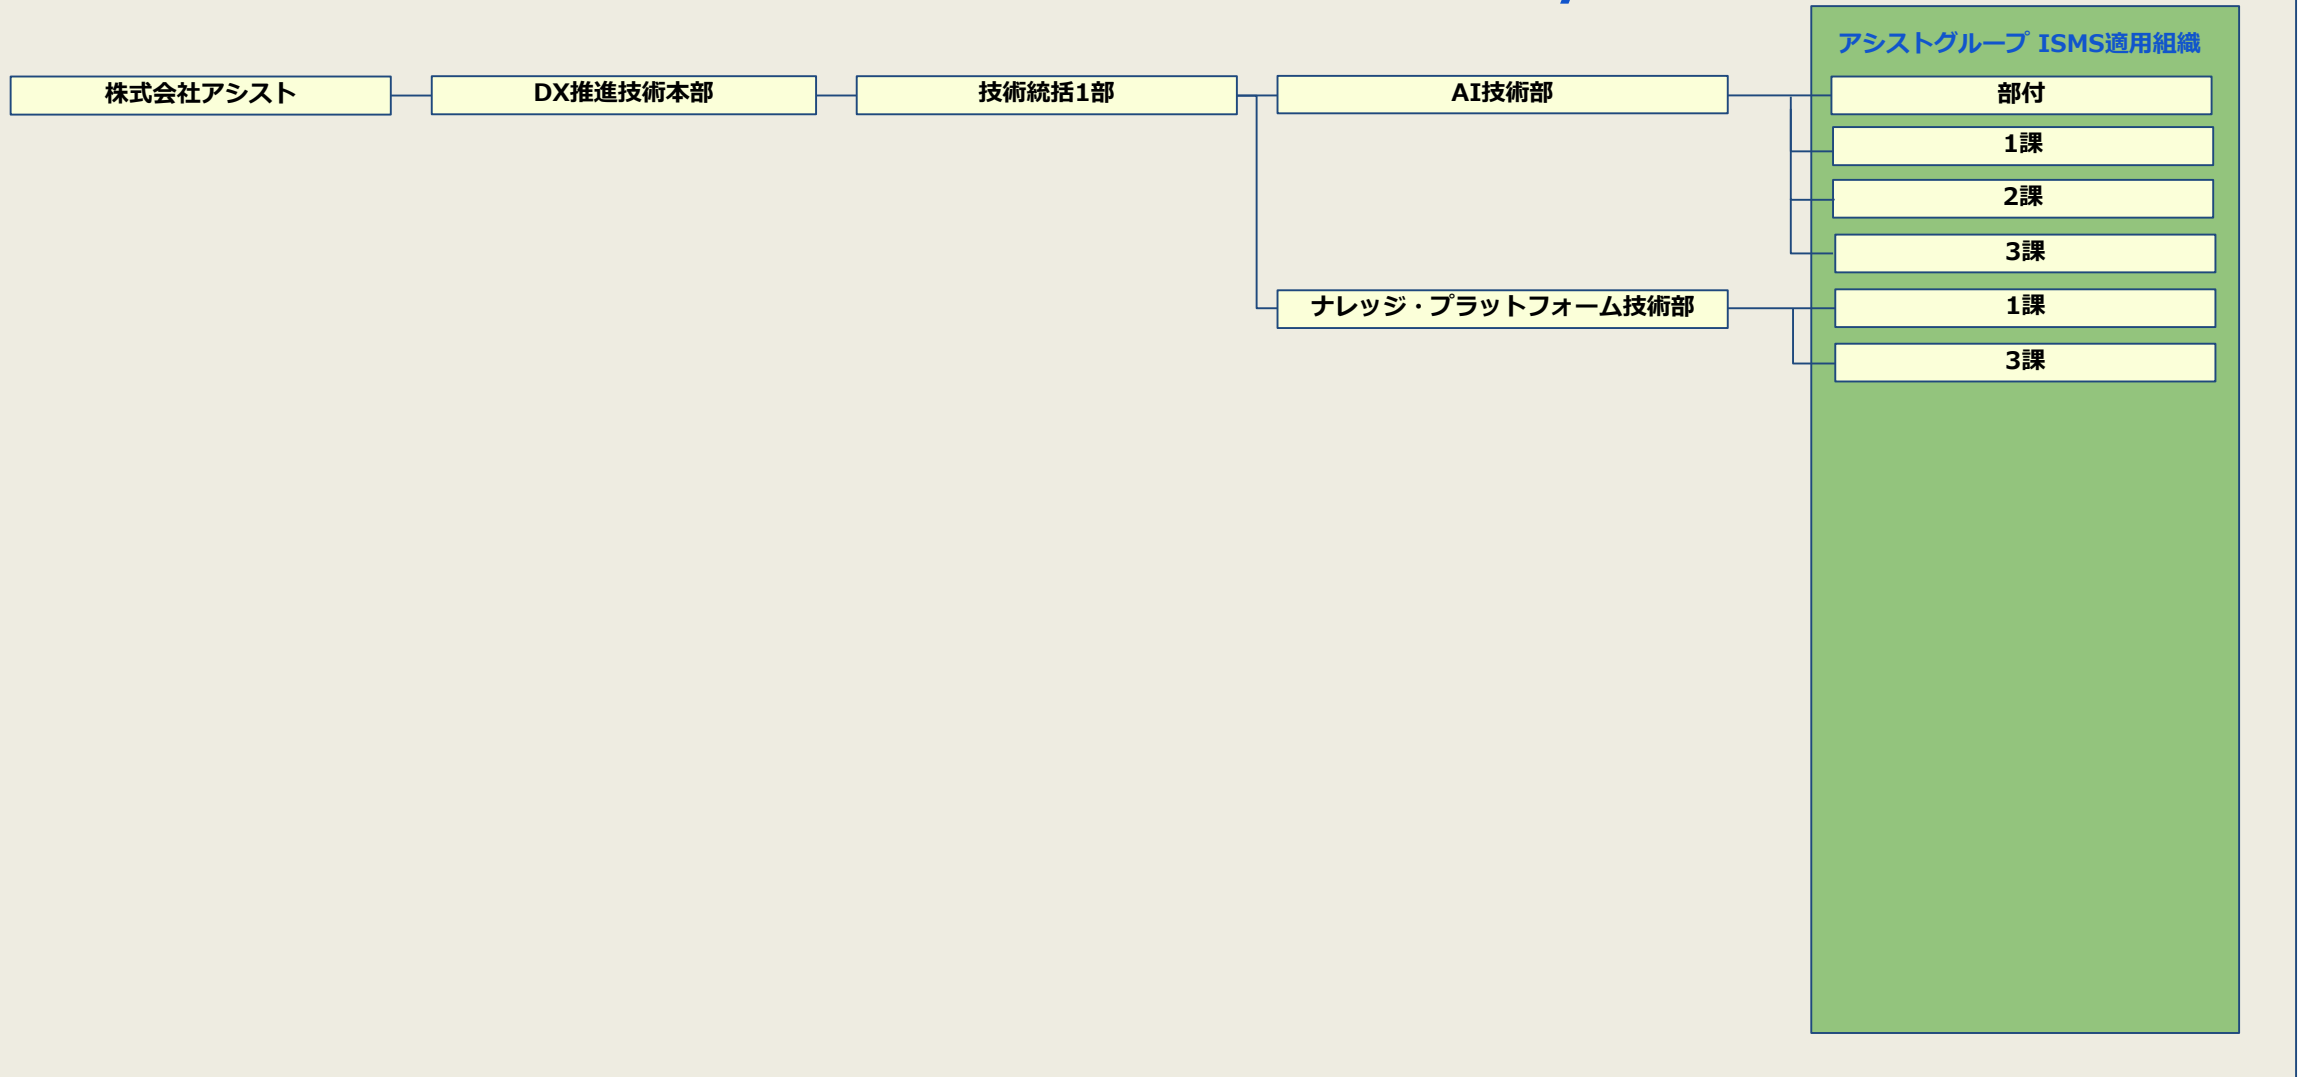 アシストグループ ISMS適用組織
株式会社アシスト
DX推進技術本部
技術統括1部
AI技術部
部付
1課
2課
3課
ナレッジ・プラットフォーム技術部
1課
3課